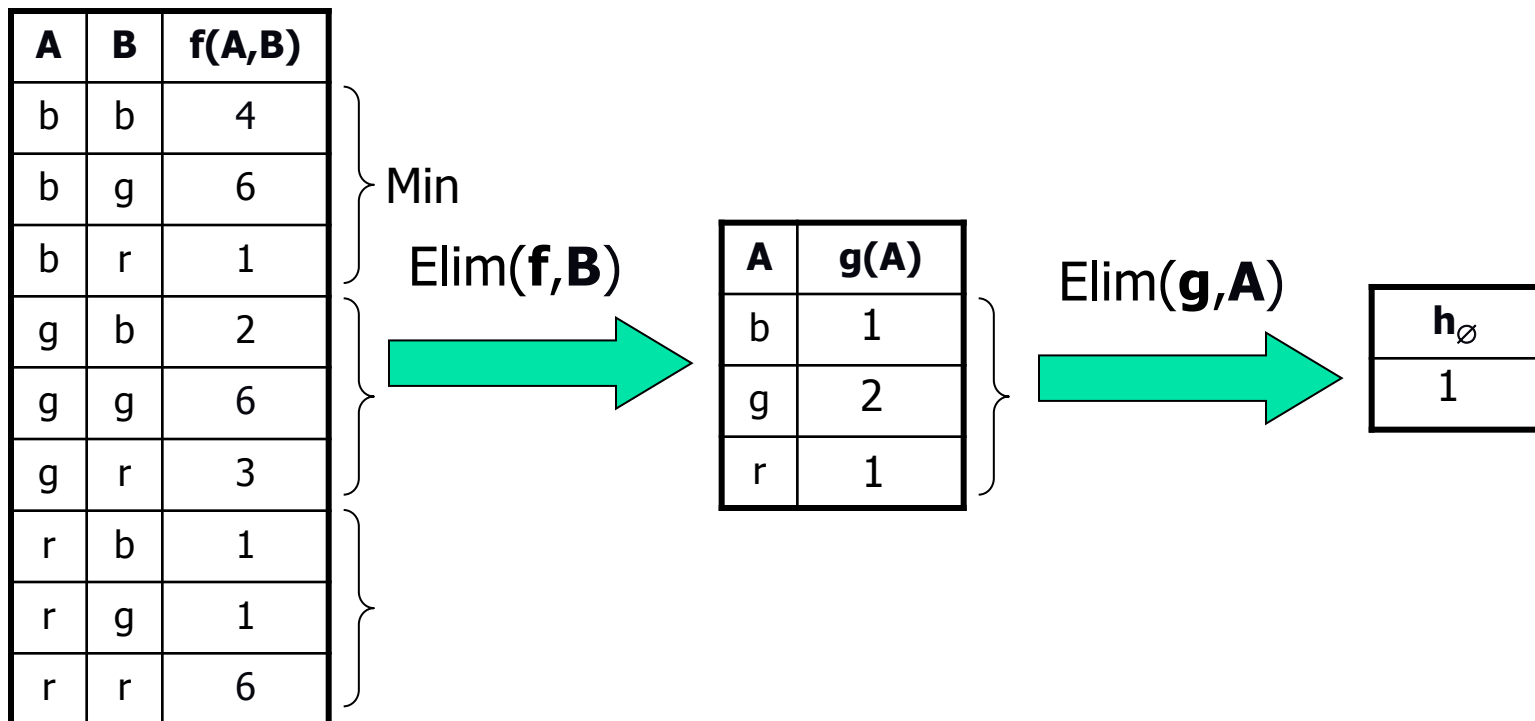 A B f(A,B)
b b 4
b g 6
b r 1
g b 2
g g 6
g r 3
r b 1
r g 1
r r 6
Min
Elim(f,B)
A g(A)
b 1
g 2
r 1
Elim(g,A)
h∅
1